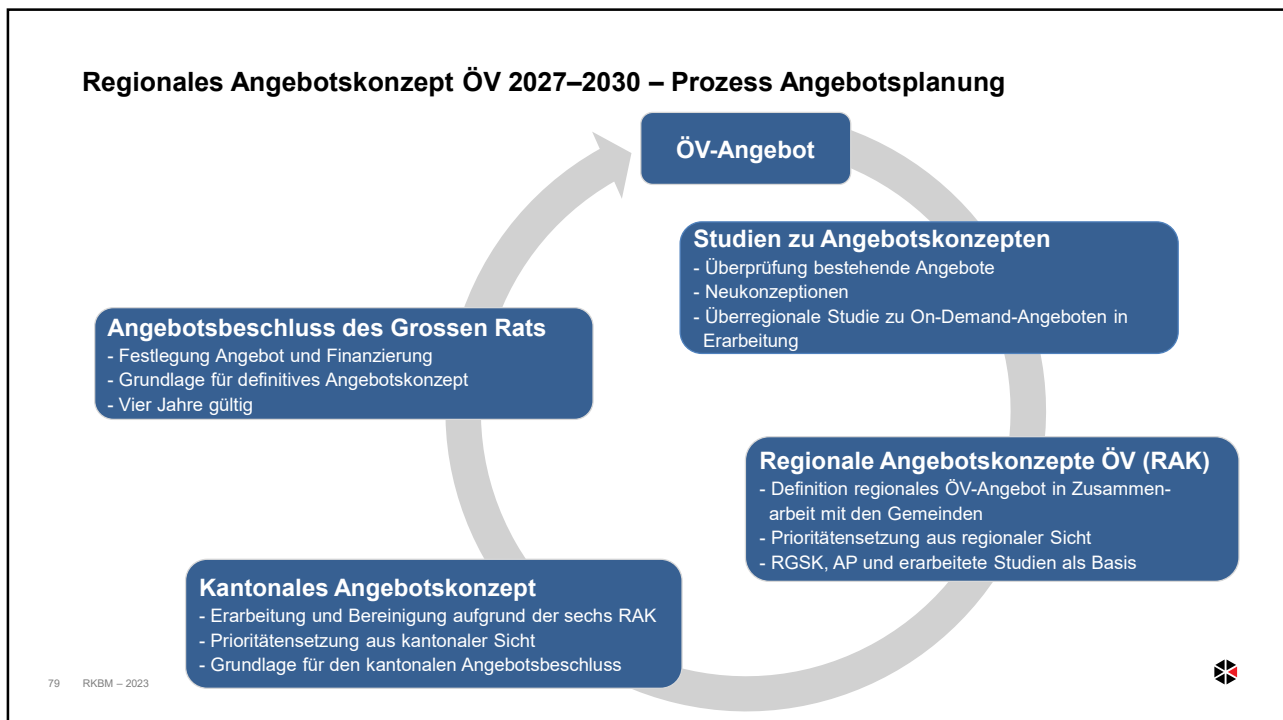 Regionales Angebotskonzept ÖV 2027–2030 – Prozess Angebotsplanung
ÖV-Angebot
Studien zu Angebotskonzepten
- Überprüfung bestehende Angebote
- Neukonzeptionen
- Überregionale Studie zu On-Demand-Angeboten in
Erarbeitung
Regionale Angebotskonzepte ÖV (RAK)
- Definition regionales ÖV-Angebot in Zusammen-
arbeit mit den Gemeinden
- Prioritätensetzung aus regionaler Sicht
- RGSK, AP und erarbeitete Studien als Basis
Kantonales Angebotskonzept
- Erarbeitung und Bereinigung aufgrund der sechs RAK
- Prioritätensetzung aus kantonaler Sicht
- Grundlage für den kantonalen Angebotsbeschluss
Angebotsbeschluss des Grossen Rats
- Festlegung Angebot und Finanzierung
- Grundlage für definitives Angebotskonzept
- Vier Jahre gültig
79 RKBM – 2023